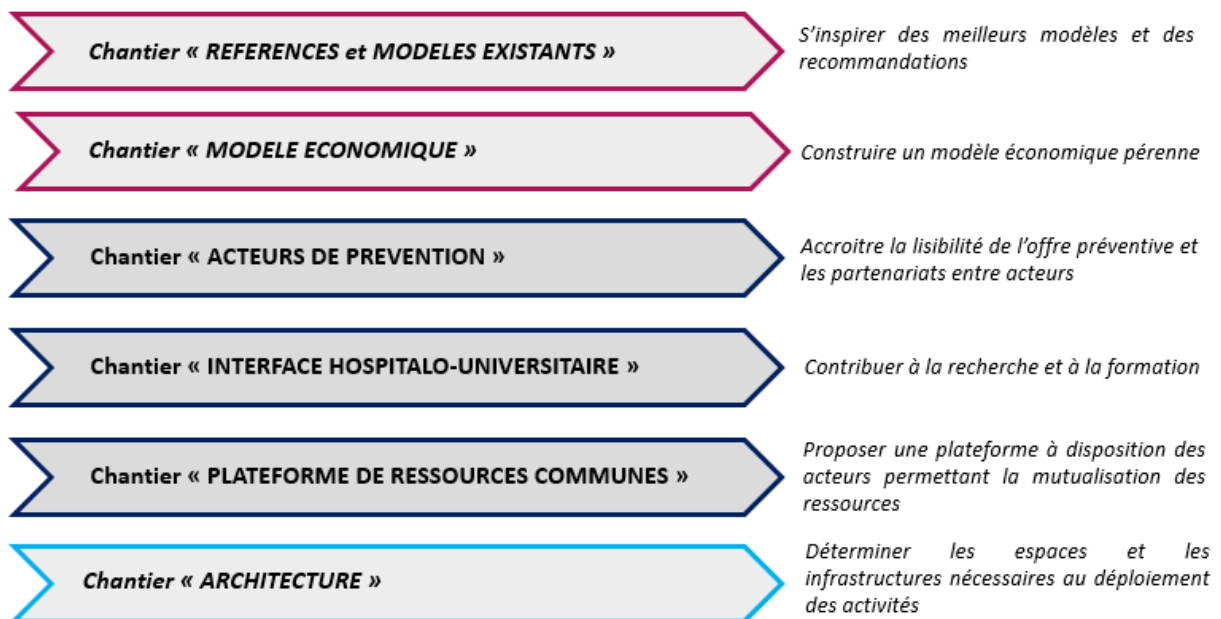 Chantier « REFERENCES et MODELES EXISTANTS »
S’inspirer des meilleurs modèles et des
recommandations
Chantier « MODELE ECONOMIQUE »
Construire un modèle économique pérenne
Chantier « ACTEURS DE PREVENTION »
Accroitre la lisibilité de l’offre préventive et
les partenariats entre acteurs
Chantier « INTERFACE HOSPITALO-UNIVERSITAIRE »
Contribuer à la recherche et à la formation
Chantier « PLATEFORME DE RESSOURCES COMMUNES »
Proposer une plateforme à disposition des
acteurs permettant la mutualisation des
ressources
Chantier « ARCHITECTURE »
Déterminer les espaces et les
infrastructures nécessaires au déploiement
des activités